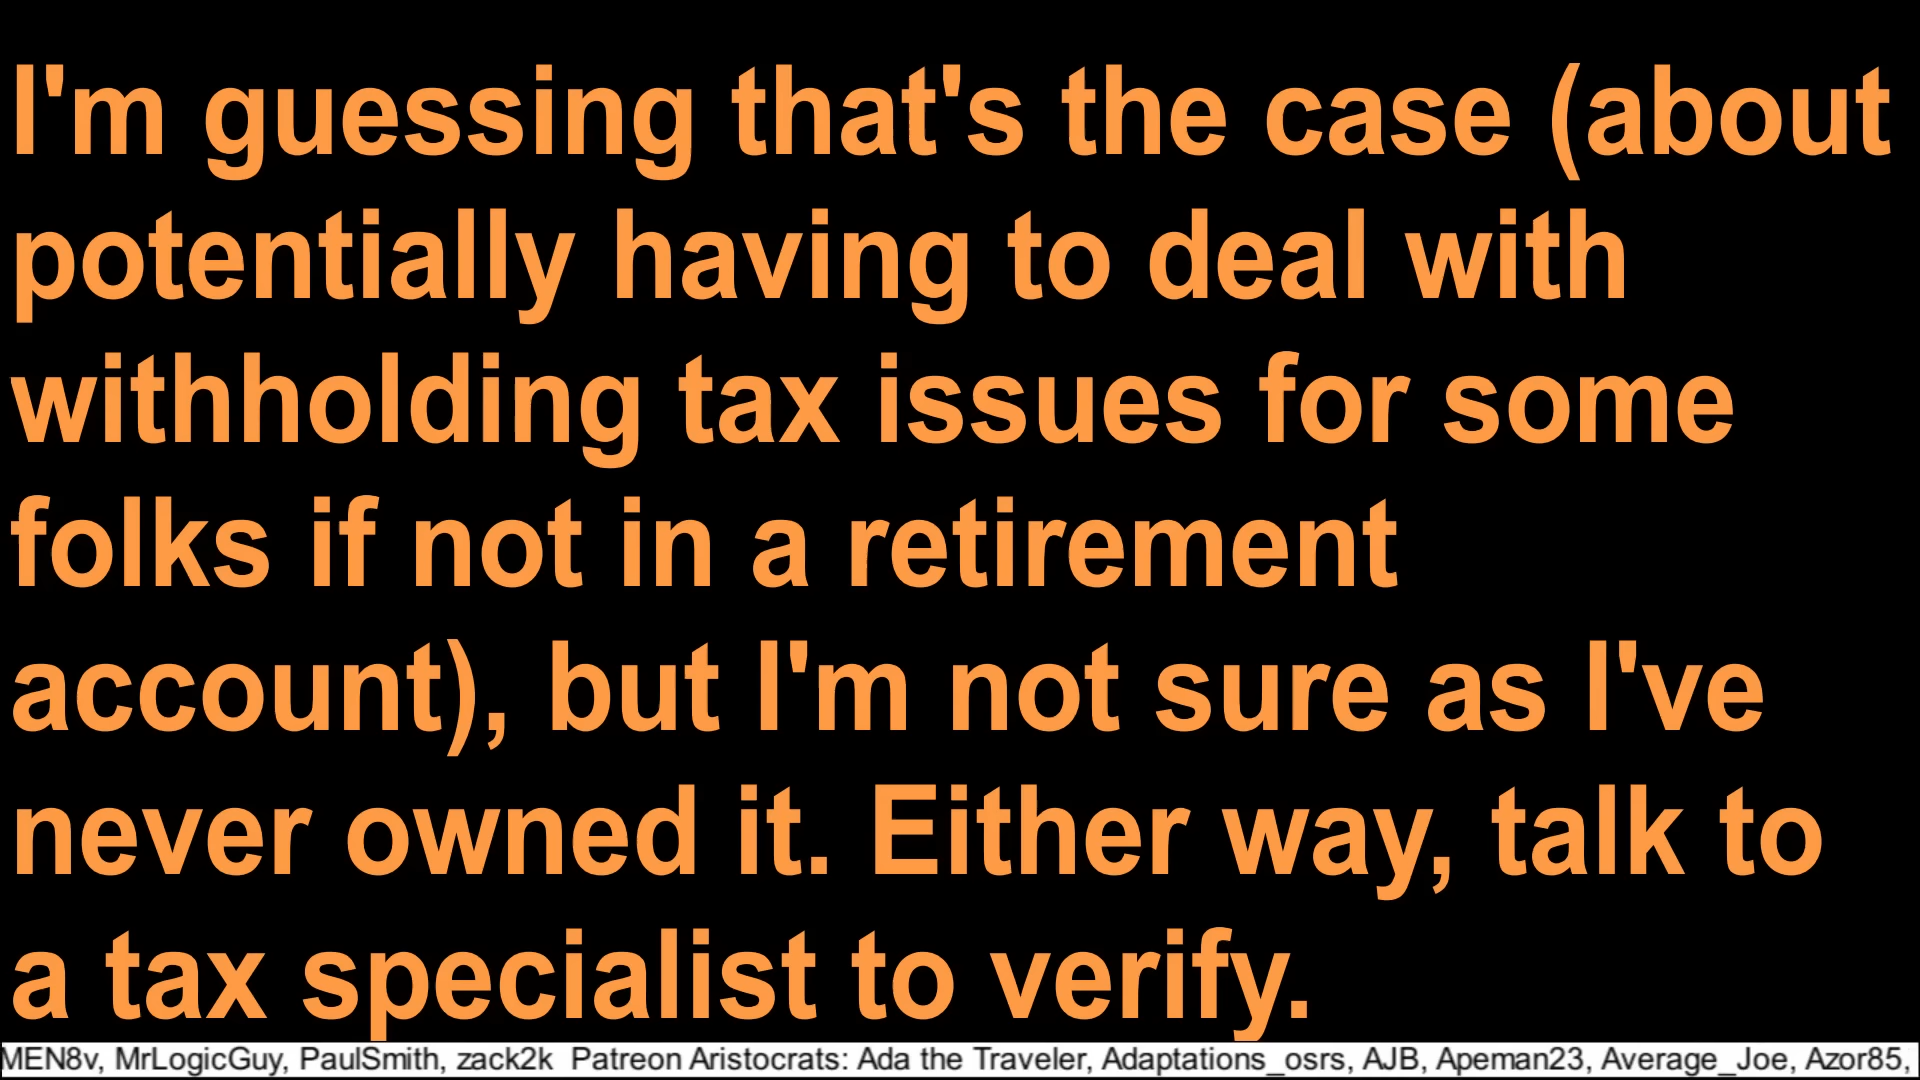 I'm guessing that's the case (about
potentially having to deal with
withholding tax issues for some
folks if not in a retirement
account), but I'm not sure as I've
never owned it. Either way, talk to
a tax specialist to verify.
MEN8v, MrLogicGuy, PaulSmith, zack2k  Patreon Aristocrats: Ada the Traveler, Adaptations_osrs, AJB, Apeman23, Average_Joe, Azor85,